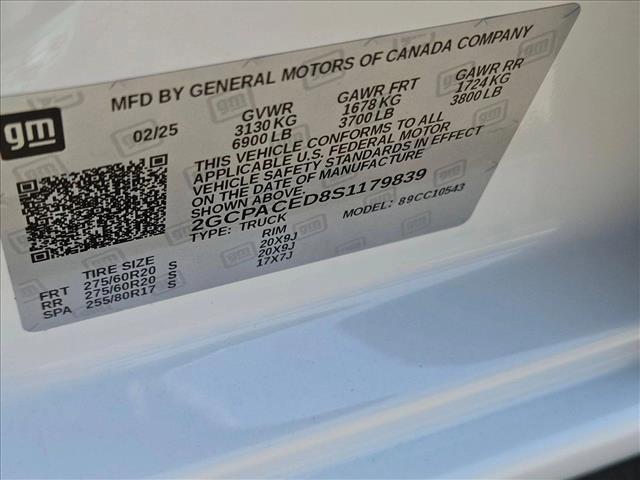 MFD BY GENERAL MOTORS OF CANADA COMPANY
gm
02/25 GVWR GAWR FRT GAWR RR
3130 KG 1678 KG 1724 KG
6900 LB 3700 LB 3800 LB
THIS VEHICLE CONFORMS TO ALL
APPLICABLE U.S. FEDERAL MOTOR
VEHICLE SAFETY STANDARDS IN EFFECT
ON THE DATE OF MANUFACTURE
SHOWN ABOVE.
2GCPACED8S1179839
TYPE: TRUCK MODEL: 89CC10543
TIRE SIZE RIM
FRT 275/60R20 S 20X9J
RR 275/60R20 S 20X9J
SPA 255/80R17 S 17X7J